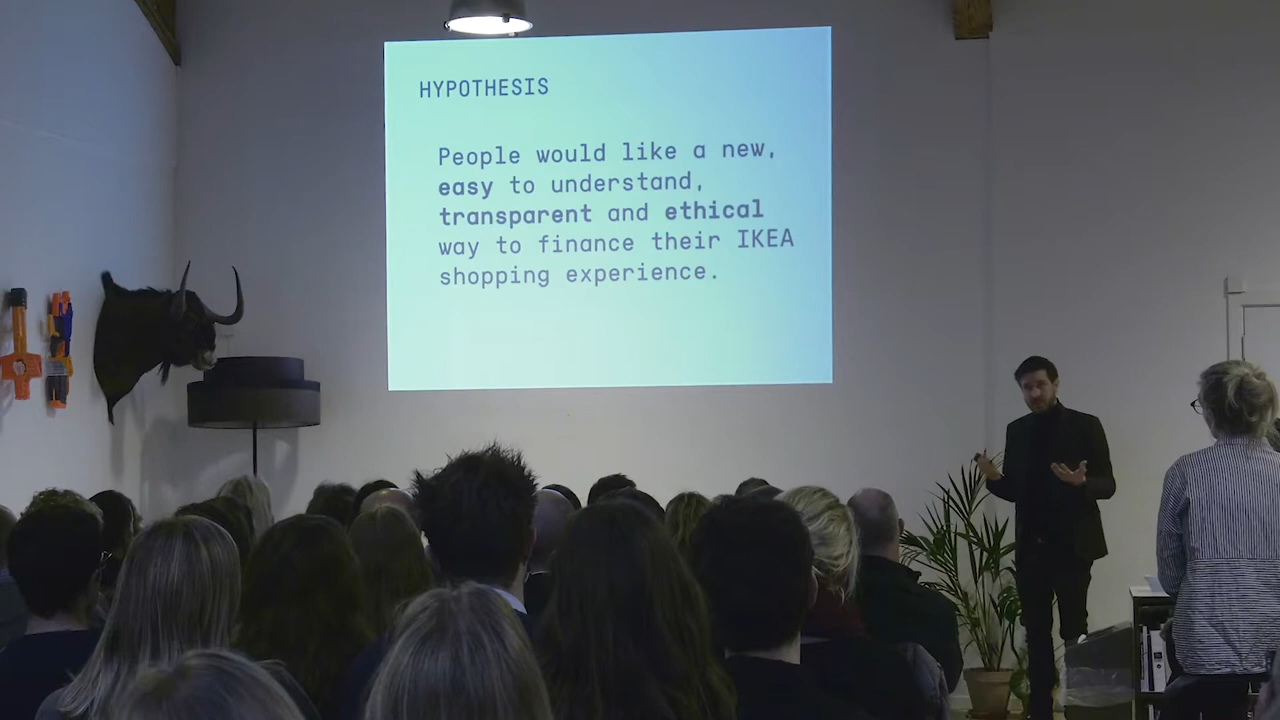 HYPOTHESIS
People would like a new,
easy to understand,
transparent and ethical
way to finance their IKEA
shopping experience.